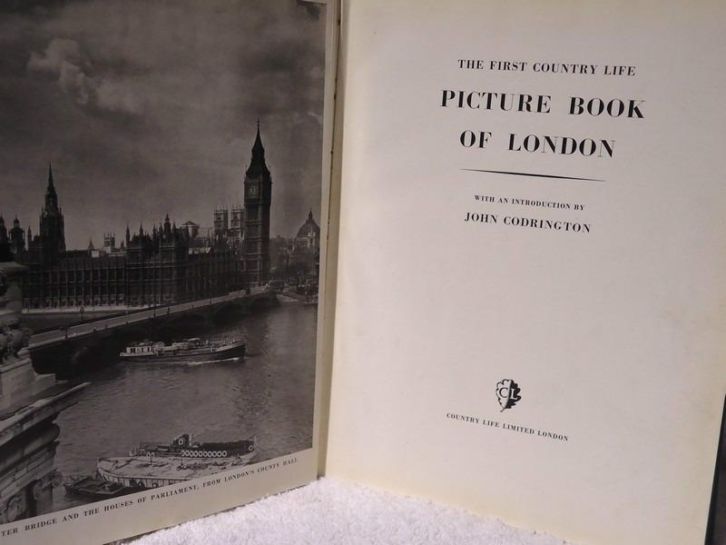 TER BRIDGE AND THE HOUSES OF PARLIAMENT, FROM LONDON'S COUNTY HALL
THE FIRST COUNTRY LIFE
PICTURE BOOK
OF LONDON
WITH AN INTRODUCTION BY
JOHN CODRINGTON
CL
COUNTRY LIFE LIMITED LONDON